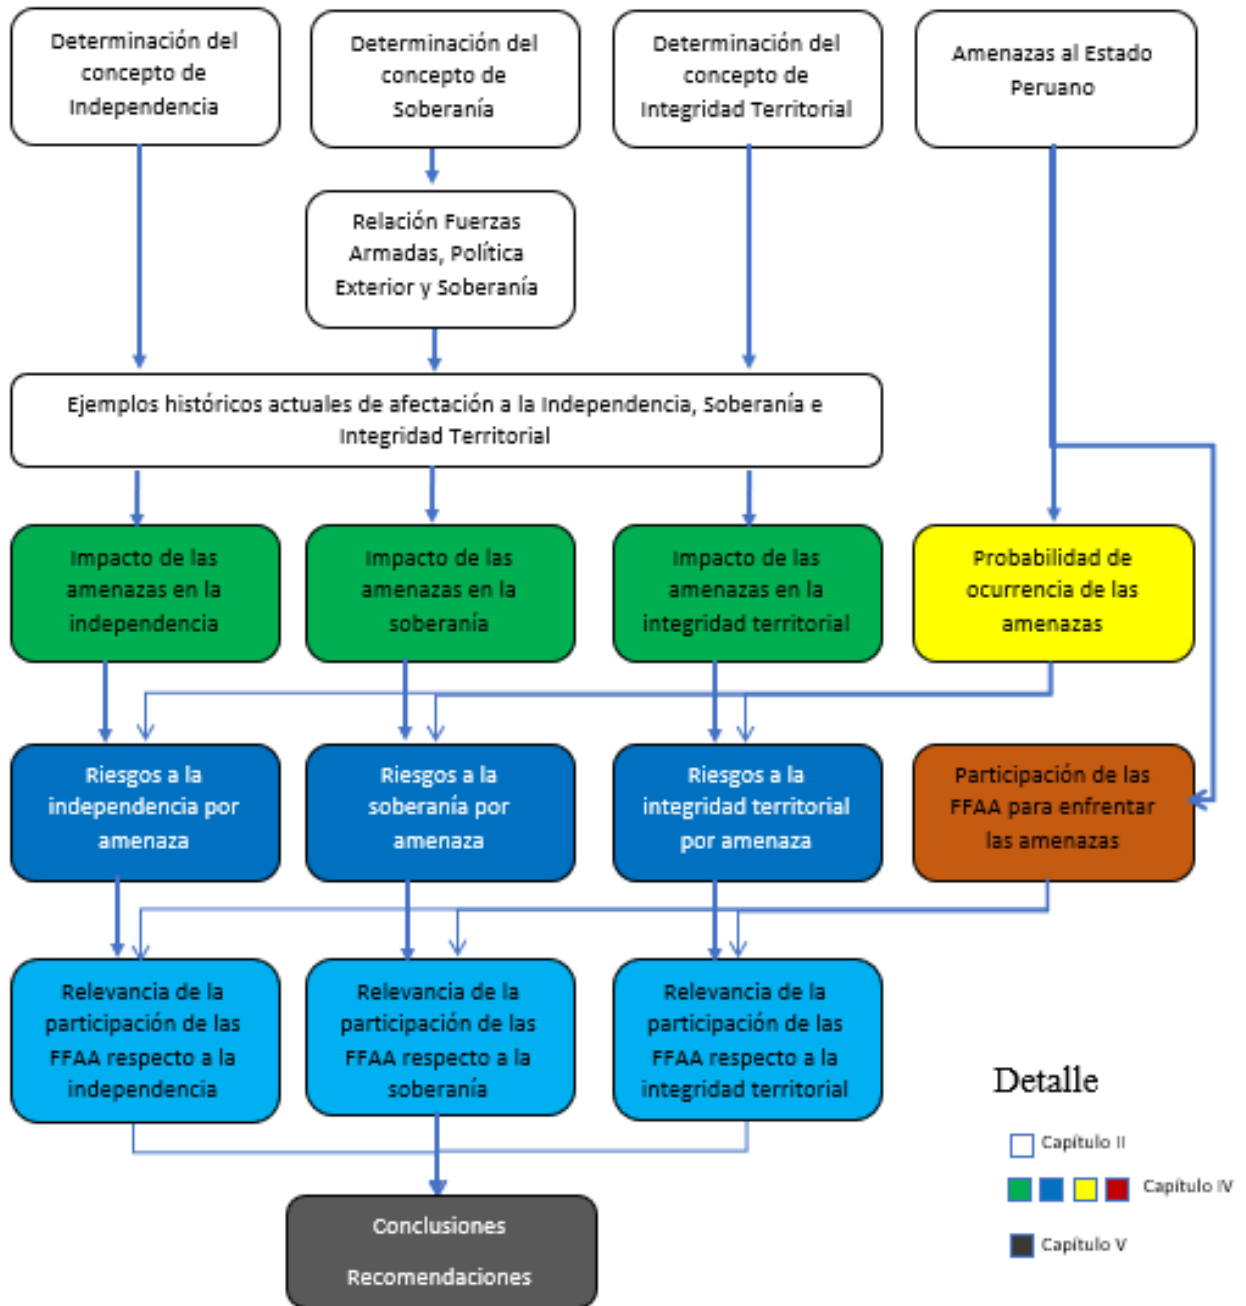 Determinación del
concepto de
Independencia
Determinación del
concepto de
Soberanía
Determinación del
concepto de
Integridad Territorial
Amenazas al Estado
Peruano
Relación Fuerzas
Armadas, Política
Exterior y Soberanía
Ejemplos históricos actuales de afectación a la Independencia, Soberanía e
Integridad Territorial
Impacto de las
amenazas en la
independencia
Impacto de las
amenazas en la
soberanía
Impacto de las
amenazas en la
integridad territorial
Probabilidad de
ocurrencia de las
amenazas
Riesgos a la
independencia por
amenaza
Riesgos a la
soberanía por
amenaza
Riesgos a la
integridad territorial
por amenaza
Participación de las
FFAA para enfrentar
las amenazas
Relevancia de la
participación de las
FFAA respecto a la
independencia
Relevancia de la
participación de las
FFAA respecto a la
soberanía
Relevancia de la
participación de las
FFAA respecto a la
integridad territorial
Detalle
Capítulo II
Capítulo IV
Capítulo V
Conclusiones
Recomendaciones